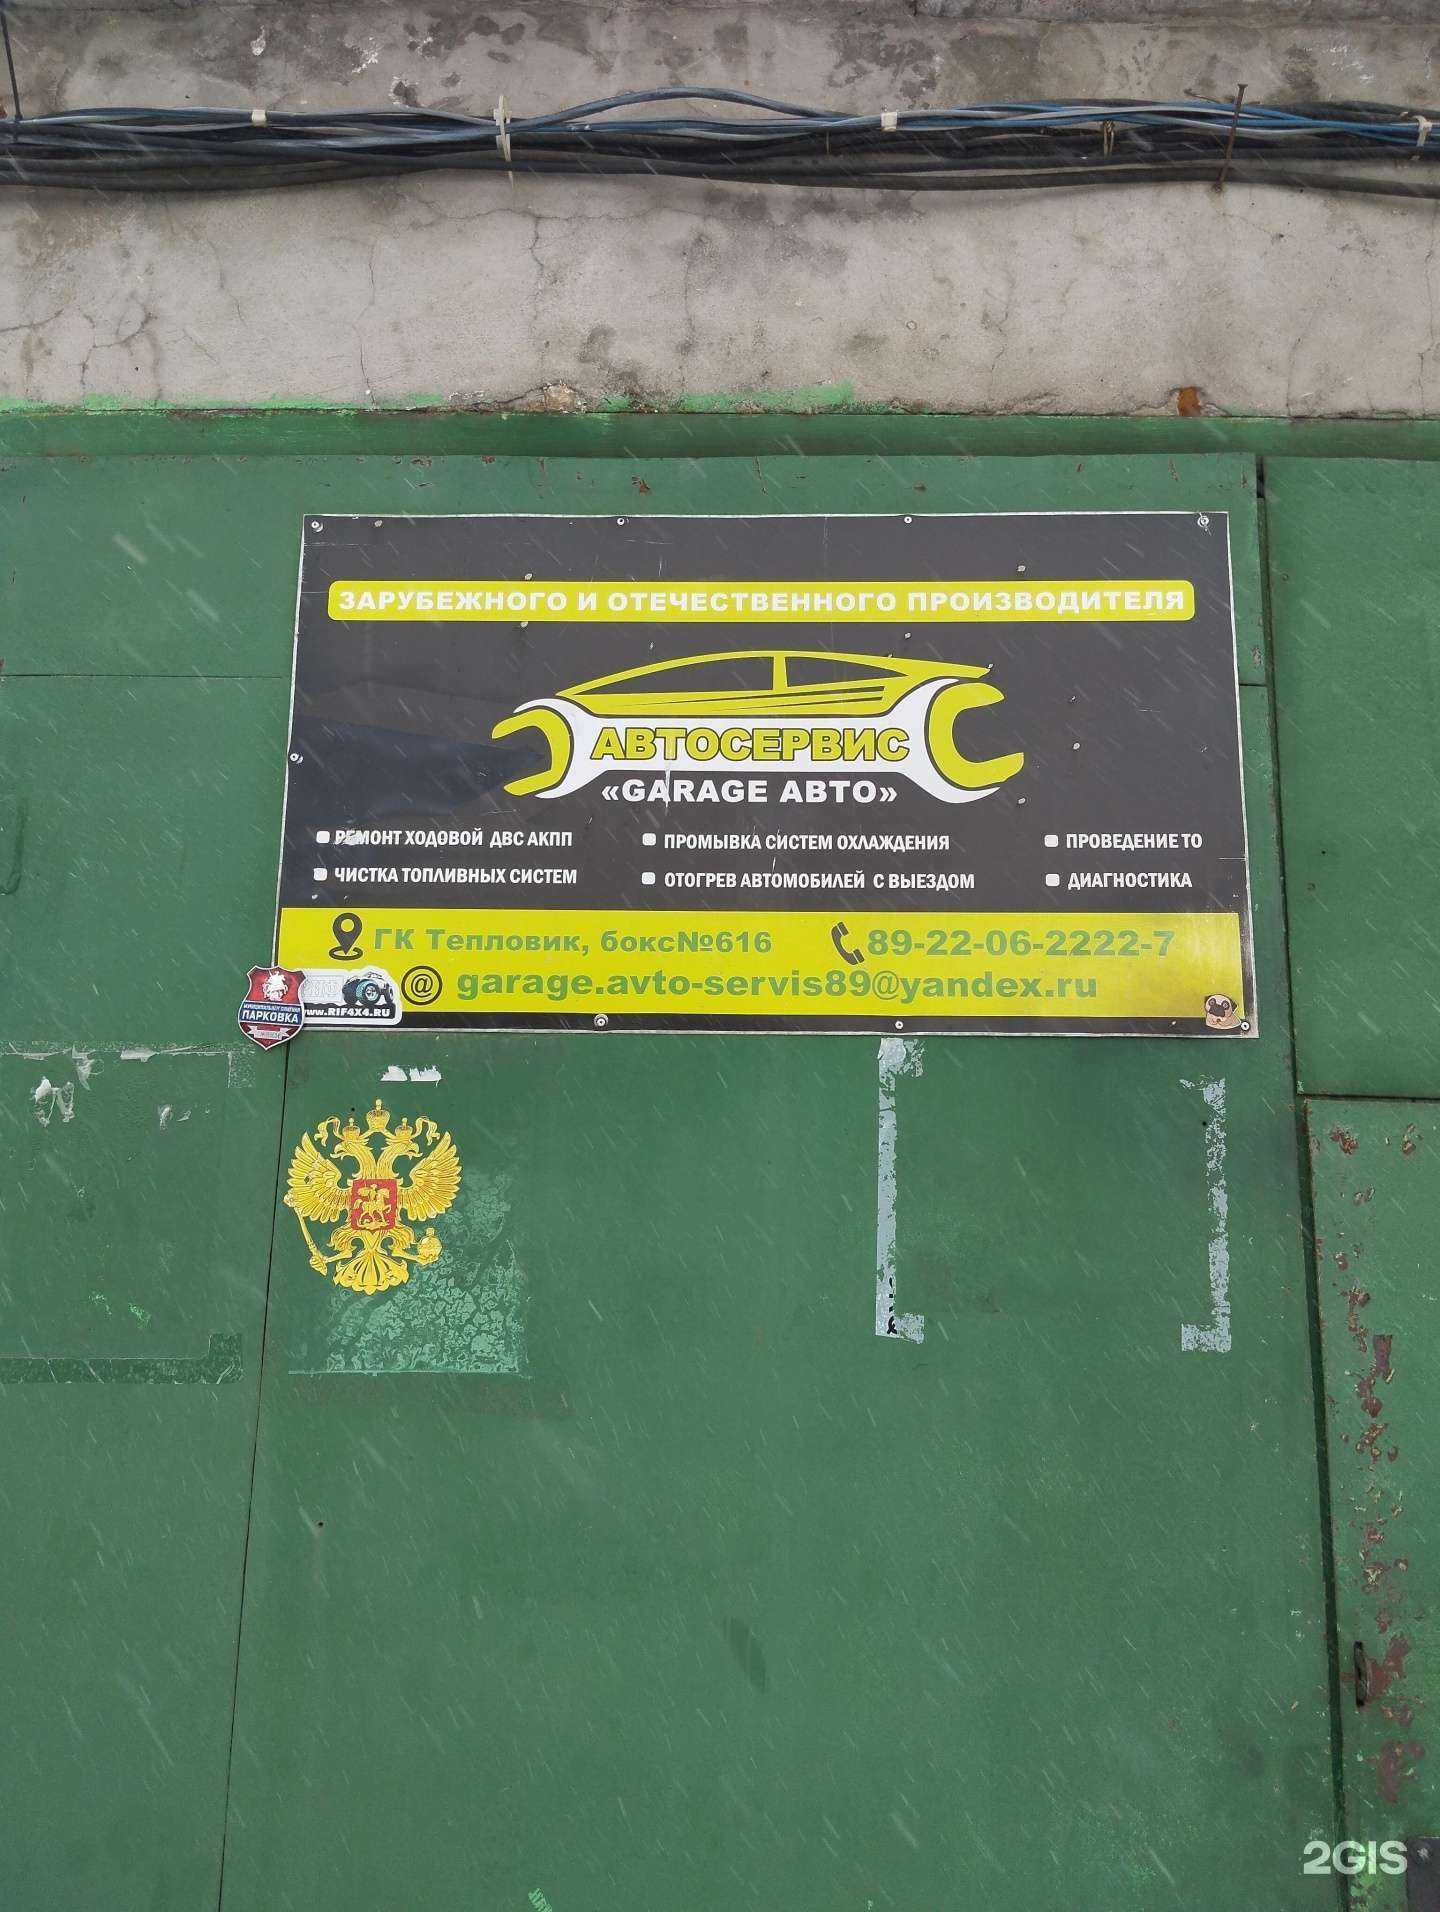 ЗАРУБЕЖНОГО И ОТЕЧЕСТВЕННОГО ПРОИЗВОДИТЕЛЯ
АВТОСЕРВИС
«GARAGE АВТО»
РЕМОНТ ХОДОВОЙ ДВС АКПП
ПРОМЫВКА СИСТЕМ ОХЛАЖДЕНИЯ
ПРОВЕДЕНИЕ ТО
ЧИСТКА ТОПЛИВНЫХ СИСТЕМ
ОТОГРЕВ АВТОМОБИЛЕЙ С ВЫЕЗДОМ
ДИАГНОСТИКА
ГК Тепловик, бокс№616
89-22-06-2222-7
@ garage.avto-servis89@yandex.ru
ПАРКОВКА
www.RIF4X4.RU
2GIS